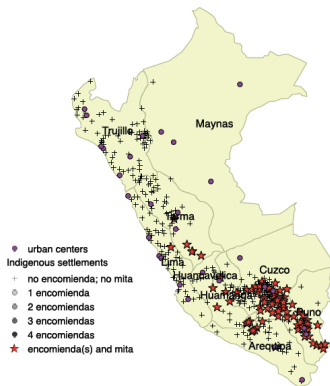 Maynas
Trujillo
Tarma
Lima
Huancavelica
Cuzco
Huamanga
Puno
Arequipa
urban centers
Indigenous settlements
no encomienda; no mita
1 encomienda
2 encomiendas
3 encomiendas
4 encomiendas
encomienda(s) and mita